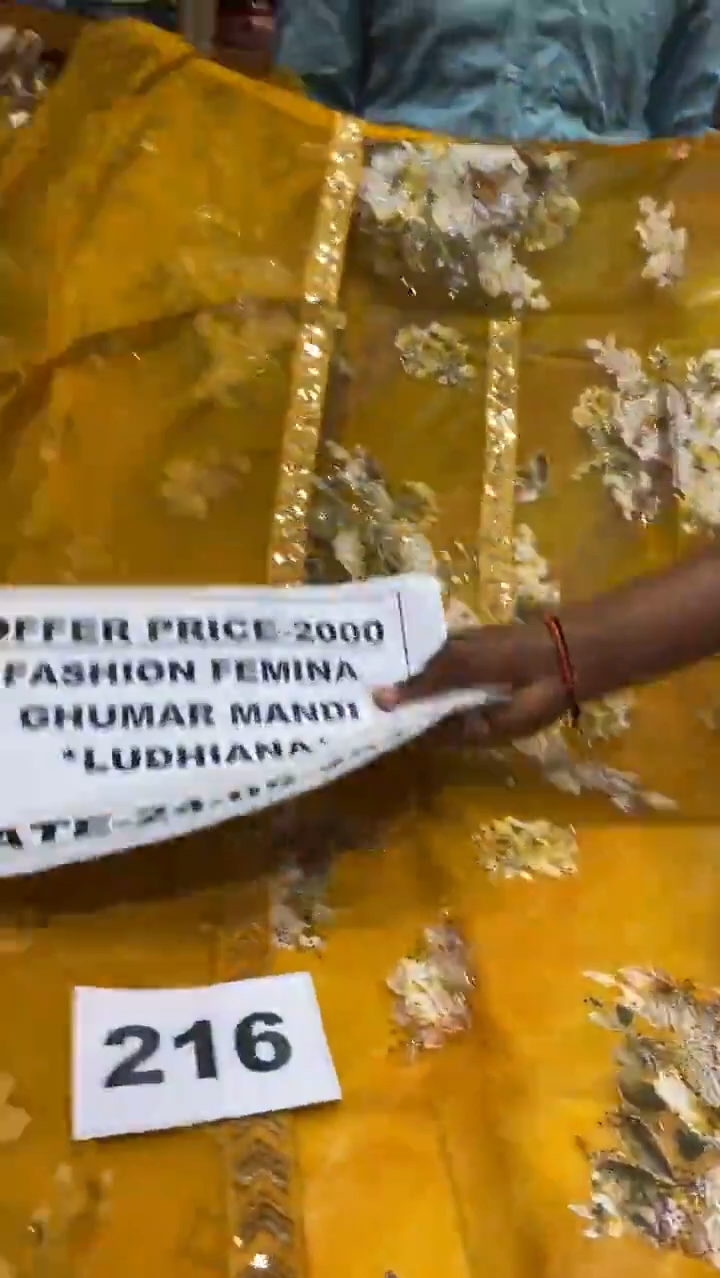 OFFER PRICE-2000
FASHION FEMINA
GHUMAR MANDI
"LUDHIANA"
216